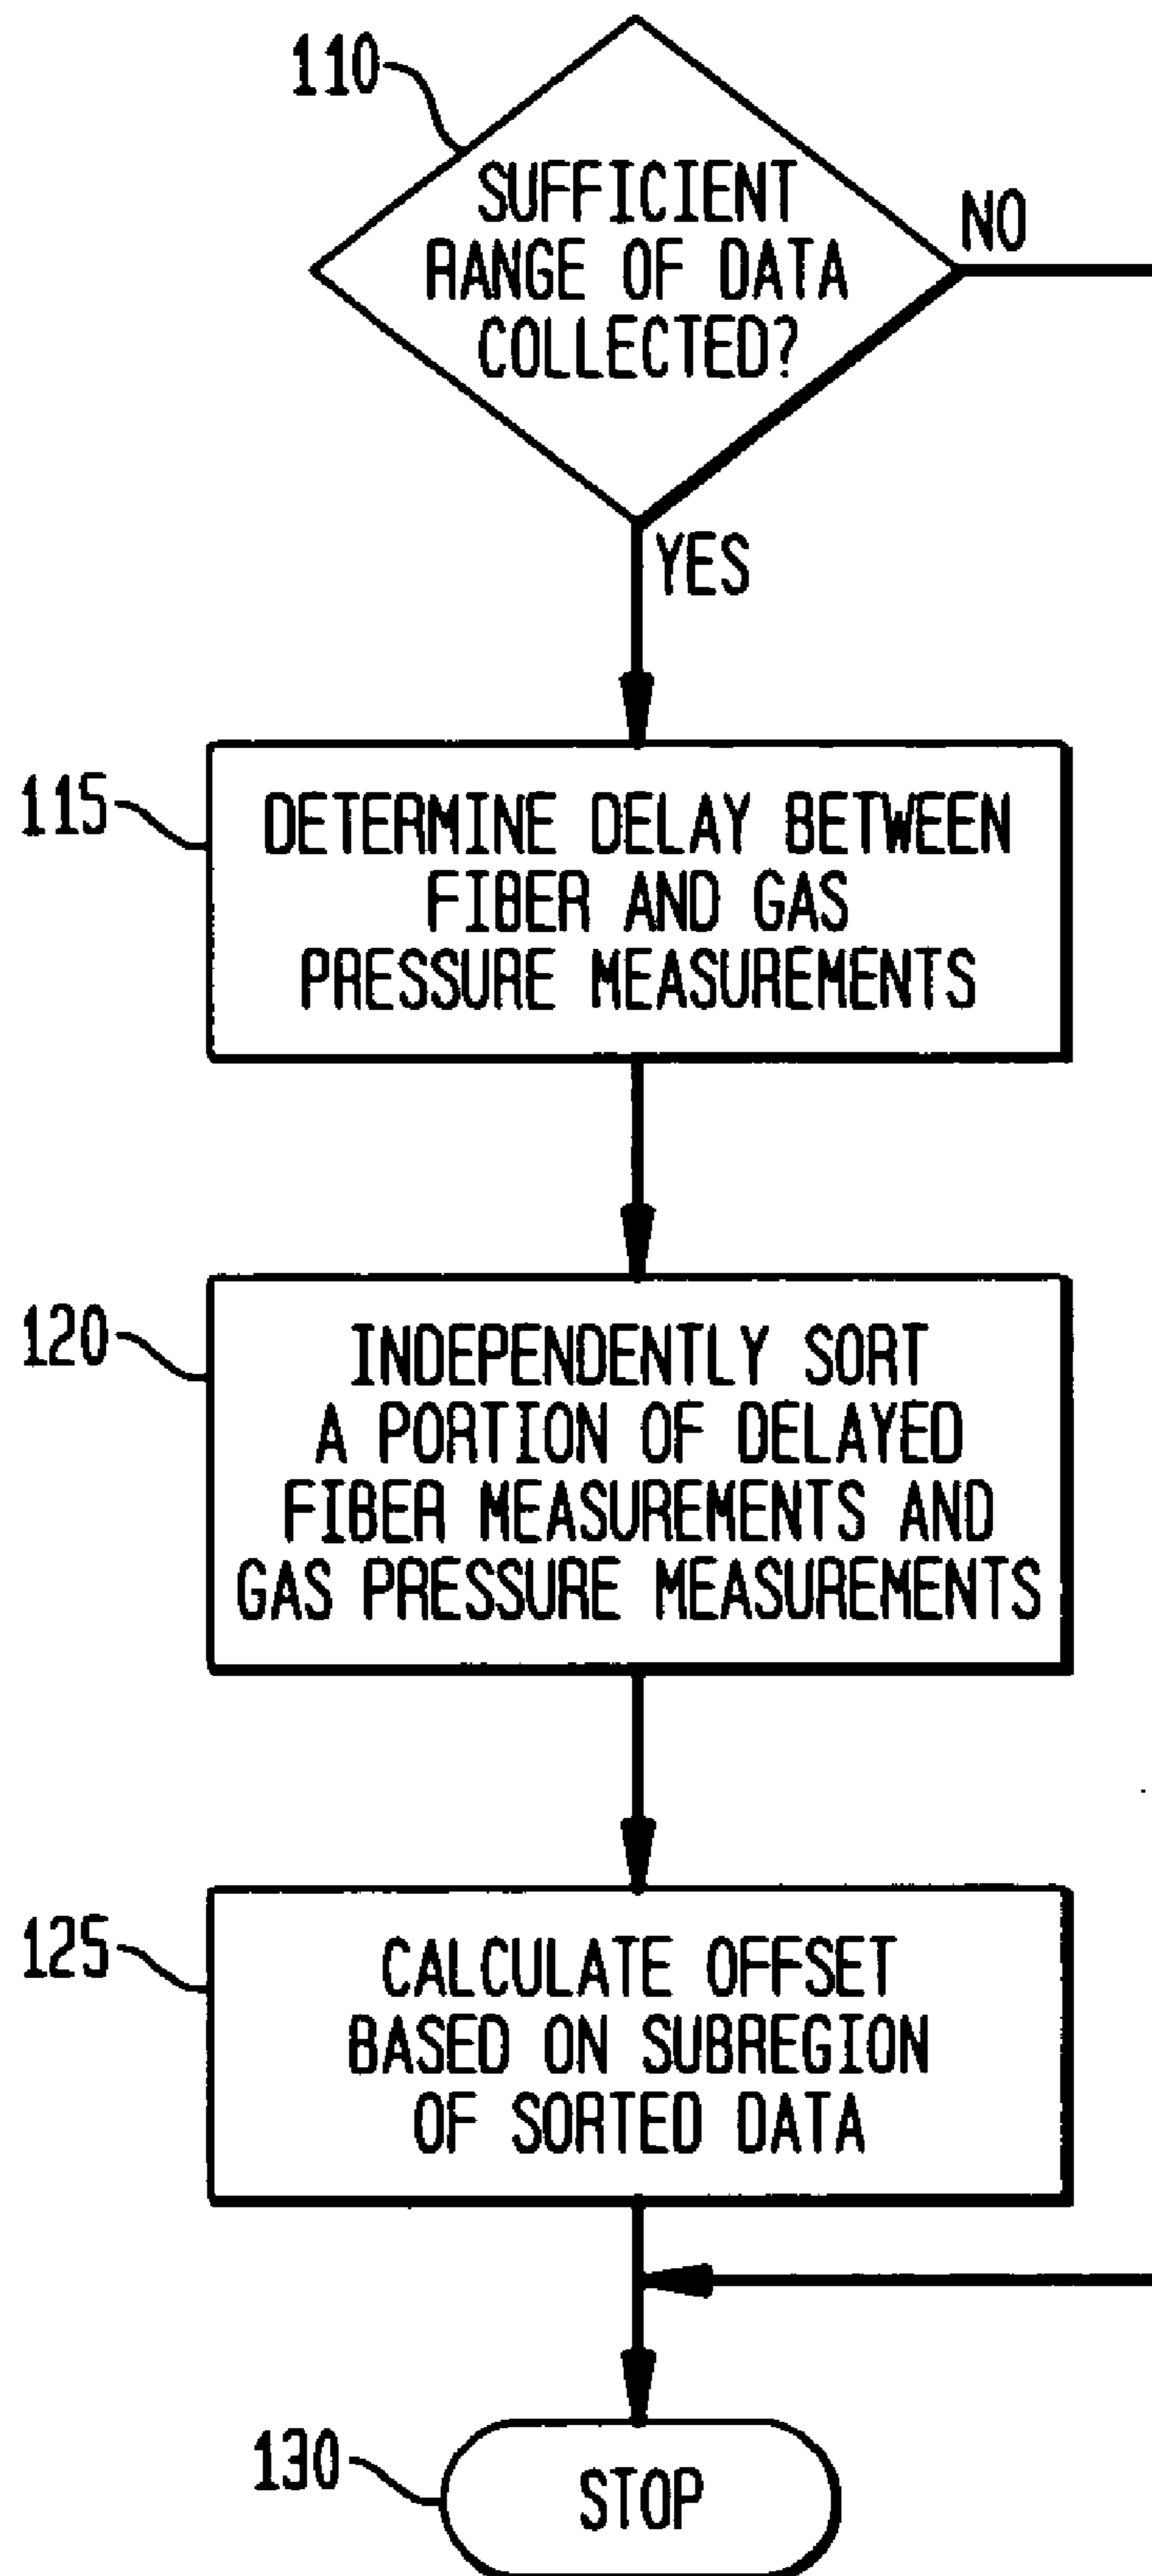 110
SUFFICIENT
RANGE OF DATA
COLLECTED?
NO
YES
115
DETERMINE DELAY BETWEEN
FIBER AND GAS
PRESSURE MEASUREMENTS
120
INDEPENDENTLY SORT
A PORTION OF DELAYED
FIBER MEASUREMENTS AND
GAS PRESSURE MEASUREMENTS
125
CALCULATE OFFSET
BASED ON SUBREGION
OF SORTED DATA
130
STOP